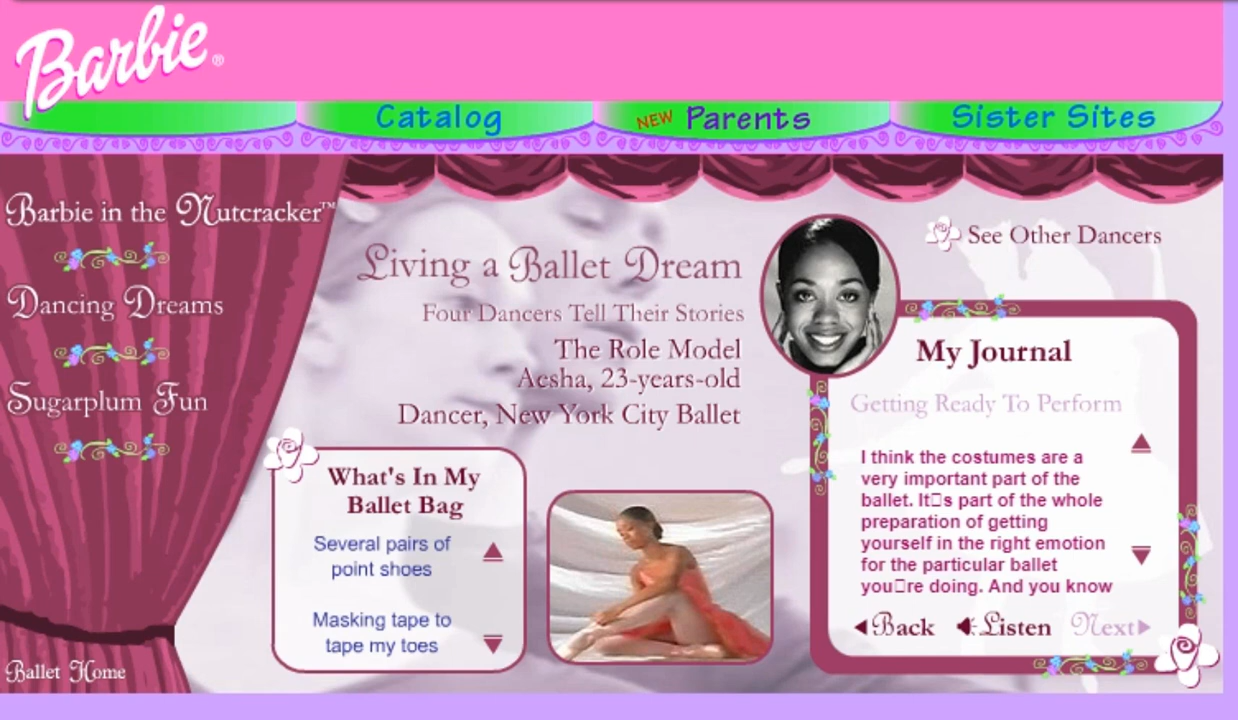 Barbie®
Catalog
NEW Parents
Sister Sites
Barbie in the Nutcracker™
Dancing Dreams
Sugarplum Fun
Ballet Home
Living a Ballet Dream
Four Dancers Tell Their Stories
The Role Model
Aesha, 23-years-old
Dancer, New York City Ballet
See Other Dancers
What's In My
Ballet Bag
Several pairs of
point shoes
Masking tape to
tape my toes
My Journal
Getting Ready To Perform
I think the costumes are a
very important part of the
ballet. It▯s part of the whole
preparation of getting
yourself in the right emotion
for the particular ballet
you▯re doing. And you know
Back
Listen
Next